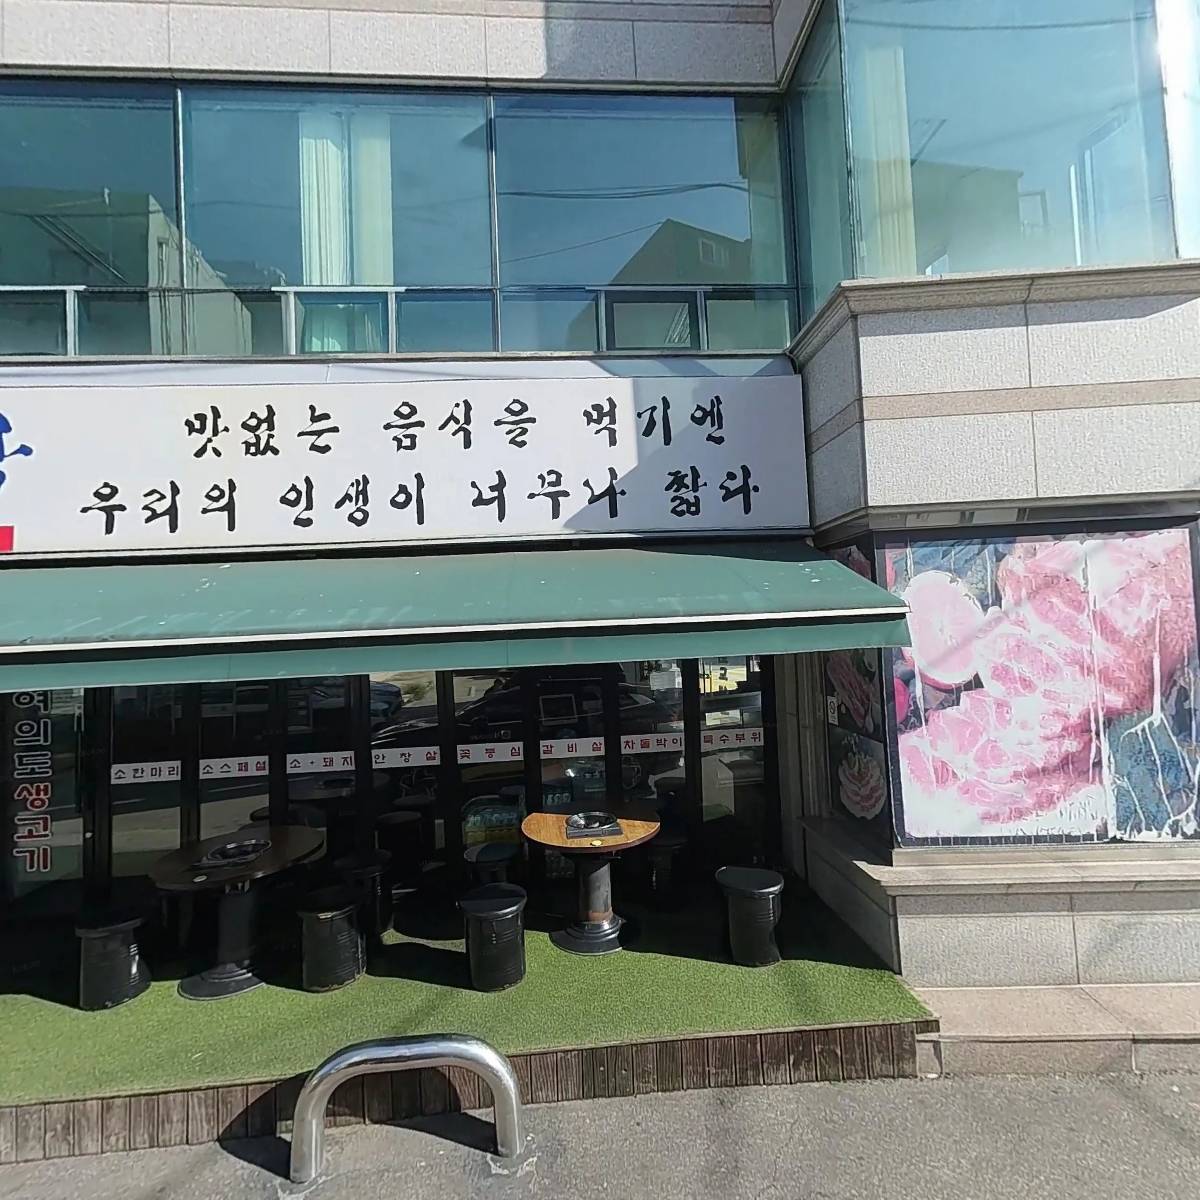 맛없는 음식을 먹기엔
우리의 인생이 너무나 짧다
여의도생고기
소한마리
소스페셜
소+돼지
안창살
꽃등심
갈비살
차돌박이
특수부위